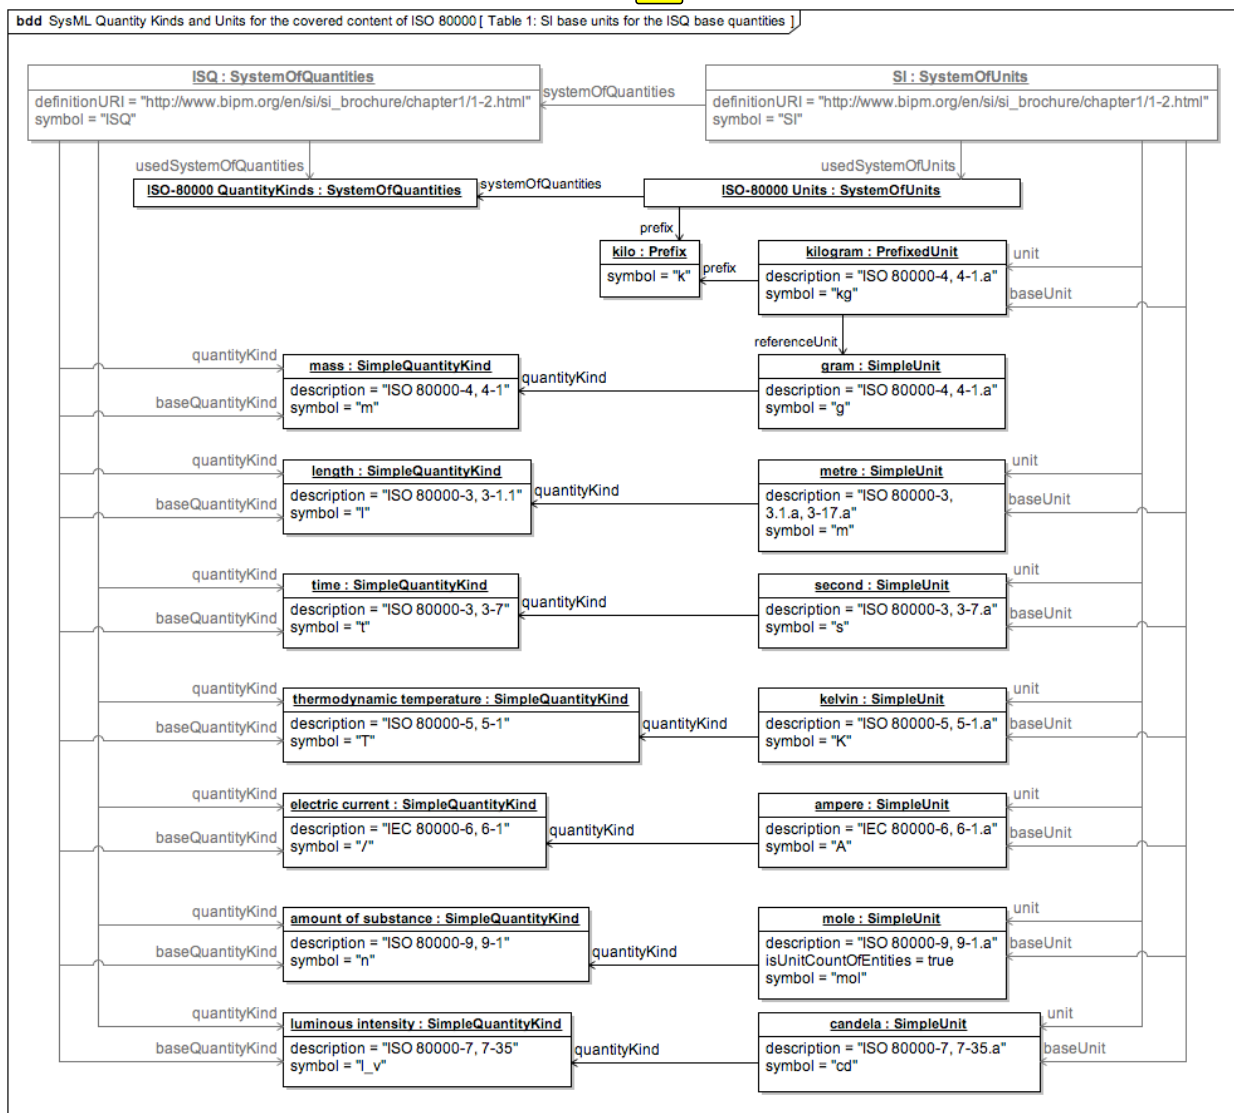 bdd SysML Quantity Kinds and Units for the covered content of ISO 80000 [ Table 1: SI base units for the ISQ base quantities ]
ISQ : SystemOfQuantities
definitionURI = "http://www.bipm.org/en/si/si_brochure/chapter1/1-2.html"
symbol = "ISQ"
systemOfQuantities
SI : SystemOfUnits
definitionURI = "http://www.bipm.org/en/si/si_brochure/chapter1/1-2.html"
symbol = "SI"
usedSystemOfQuantities
usedSystemOfUnits
ISO-80000 QuantityKinds : SystemOfQuantities
systemOfQuantities
ISO-80000 Units : SystemOfUnits
prefix
kilo : Prefix
symbol = "k"
prefix
kilogram : PrefixedUnit
description = "ISO 80000-4, 4-1.a"
symbol = "kg"
unit
baseUnit
referenceUnit
quantityKind
baseQuantityKind
mass : SimpleQuantityKind
description = "ISO 80000-4, 4-1"
symbol = "m"
quantityKind
gram : SimpleUnit
description = "ISO 80000-4, 4-1.a"
symbol = "g"
quantityKind
baseQuantityKind
length : SimpleQuantityKind
description = "ISO 80000-3, 3-1.1"
symbol = "l"
quantityKind
metre : SimpleUnit
description = "ISO 80000-3,
3.1.a, 3-17.a"
symbol = "m"
unit
baseUnit
quantityKind
baseQuantityKind
time : SimpleQuantityKind
description = "ISO 80000-3, 3-7"
symbol = "t"
quantityKind
second : SimpleUnit
description = "ISO 80000-3, 3-7.a"
symbol = "s"
unit
baseUnit
quantityKind
baseQuantityKind
thermodynamic temperature : SimpleQuantityKind
description = "ISO 80000-5, 5-1"
symbol = "T"
quantityKind
kelvin : SimpleUnit
description = "ISO 80000-5, 5-1.a"
symbol = "K"
unit
baseUnit
quantityKind
baseQuantityKind
electric current : SimpleQuantityKind
description = "IEC 80000-6, 6-1"
symbol = "/"
quantityKind
ampere : SimpleUnit
description = "IEC 80000-6, 6-1.a"
symbol = "A"
unit
baseUnit
quantityKind
baseQuantityKind
amount of substance : SimpleQuantityKind
description = "ISO 80000-9, 9-1"
symbol = "n"
quantityKind
mole : SimpleUnit
description = "ISO 80000-9, 9-1.a"
isUnitCountOfEntities = true
symbol = "mol"
unit
baseUnit
quantityKind
baseQuantityKind
luminous intensity : SimpleQuantityKind
description = "ISO 80000-7, 7-35"
symbol = "l_v"
quantityKind
candela : SimpleUnit
description = "ISO 80000-7, 7-35.a"
symbol = "cd"
unit
baseUnit